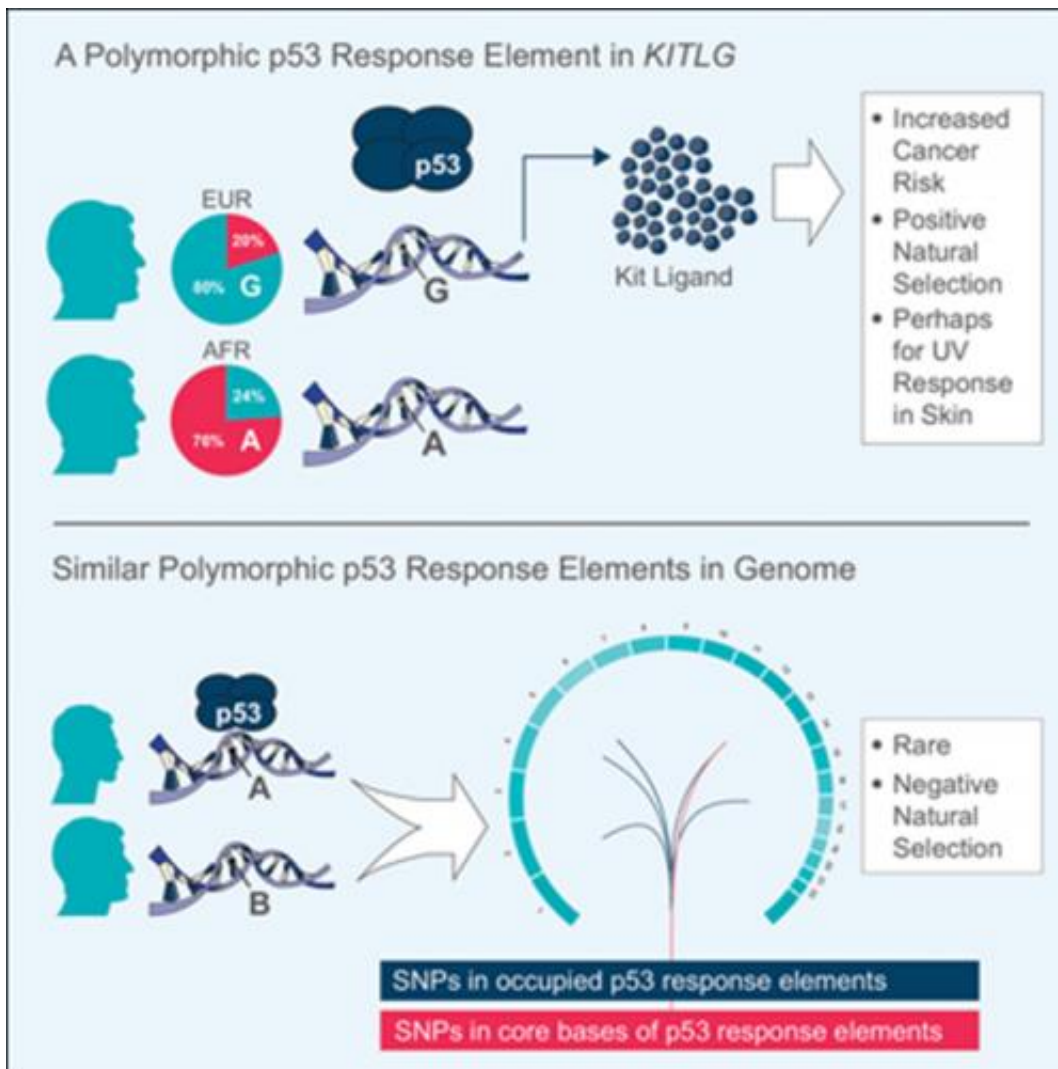 A Polymorphic p53 Response Element in KITLG
p53
EUR
20%
80% G
G
Kit Ligand
AFR
24%
76% A
A
• Increased
Cancer
Risk
• Positive
Natural
Selection
• Perhaps
for UV
Response
in Skin
Similar Polymorphic p53 Response Elements in Genome
p53
A
B
• Rare
• Negative
Natural
Selection
SNPs in occupied p53 response elements
SNPs in core bases of p53 response elements